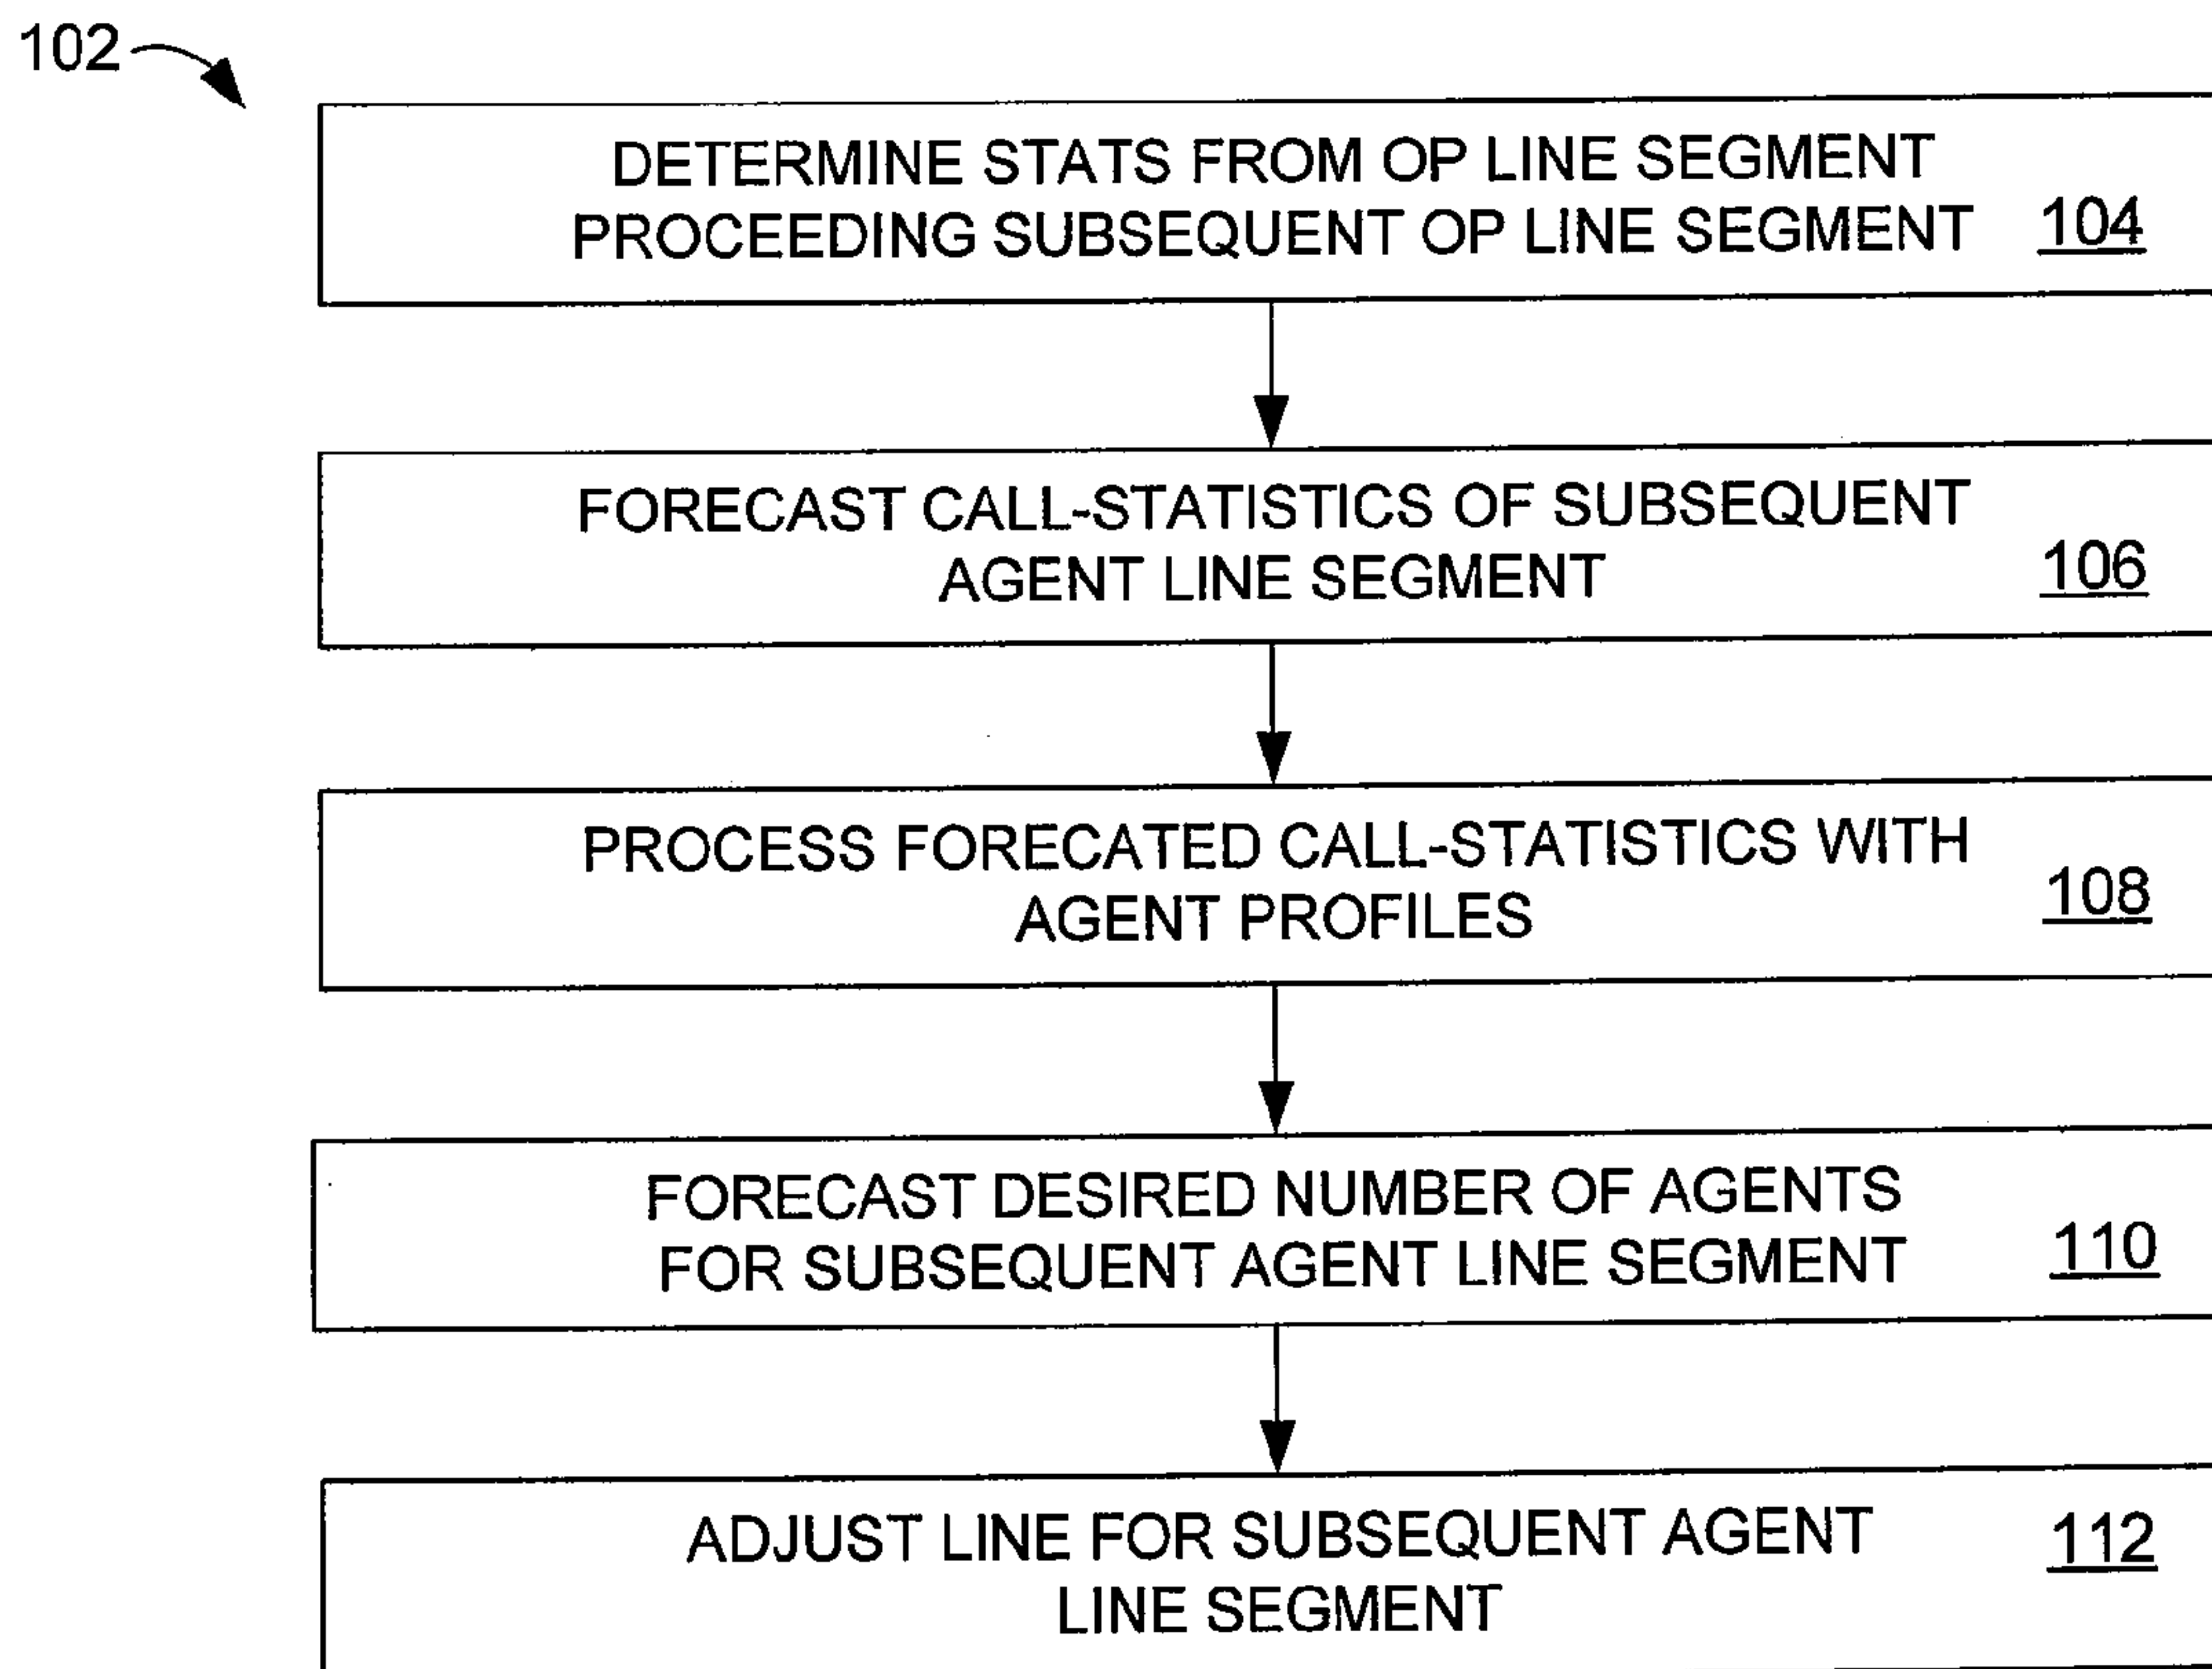 102
DETERMINE STATS FROM OP LINE SEGMENT
PROCEEDING SUBSEQUENT OP LINE SEGMENT 104
FORECAST CALL-STATISTICS OF SUBSEQUENT
AGENT LINE SEGMENT 106
PROCESS FORECATED CALL-STATISTICS WITH
AGENT PROFILES 108
FORECAST DESIRED NUMBER OF AGENTS
FOR SUBSEQUENT AGENT LINE SEGMENT 110
ADJUST LINE FOR SUBSEQUENT AGENT 112
LINE SEGMENT